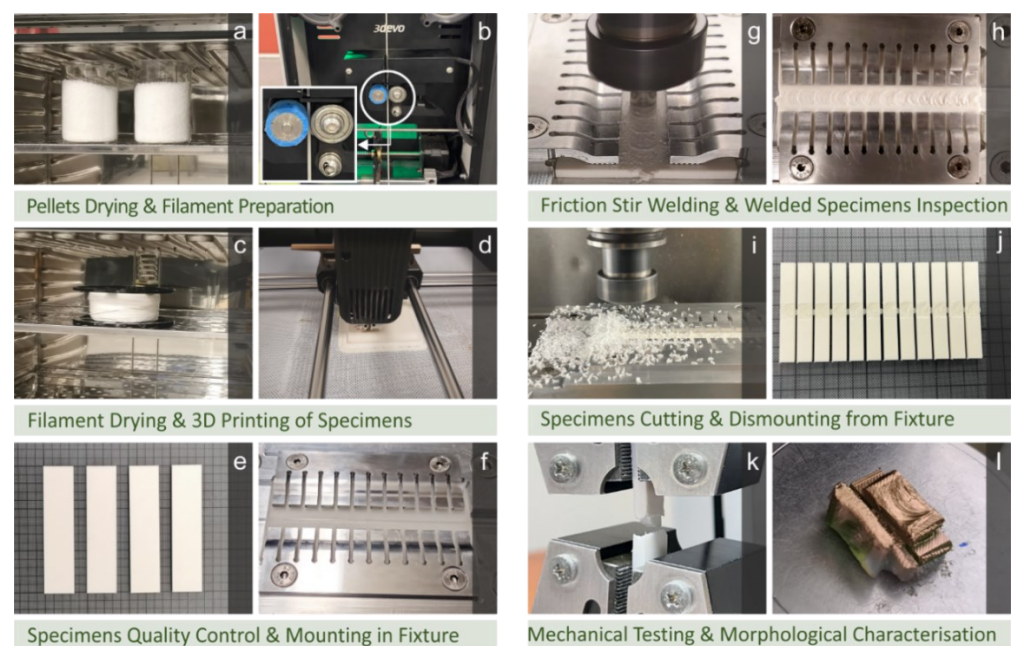 a
b
3devo
Pellets Drying & Filament Preparation
c
d
Filament Drying & 3D Printing of Specimens
e
f
Specimens Quality Control & Mounting in Fixture
g
h
Friction Stir Welding & Welded Specimens Inspection
i
j
Specimens Cutting & Dismounting from Fixture
k
l
Mechanical Testing & Morphological Characterisation